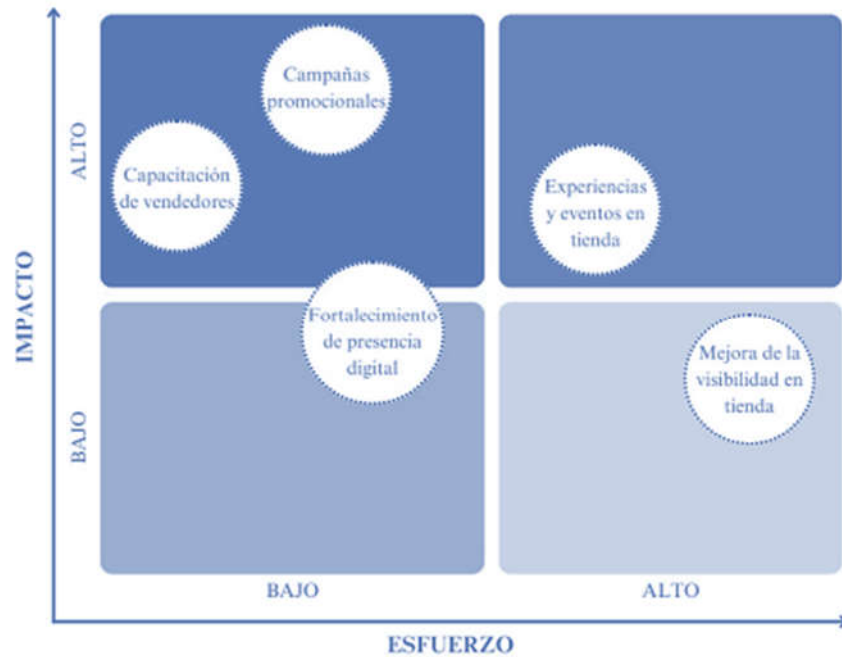 IMPACTO
ALTO
BAJO
Campañas
promocionales
Capacitación
de vendedores
Experiencias
y eventos en
tienda
Fortalecimiento
de presencia
digital
Mejora de la
visibilidad en
tienda
BAJO
ALTO
ESFUERZO